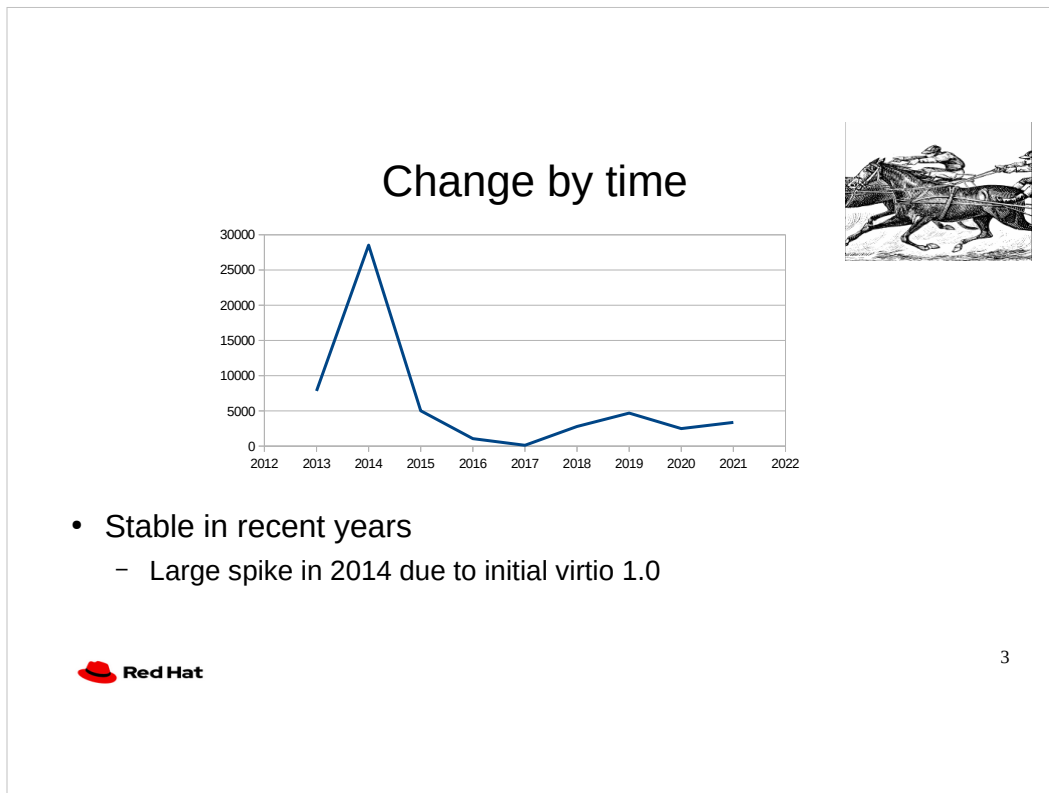 Change by time
30000
25000
20000
15000
10000
5000
0
2012 2013 2014 2015 2016 2017 2018 2019 2020 2021 2022
• Stable in recent years
– Large spike in 2014 due to initial virtio 1.0
Red Hat
3